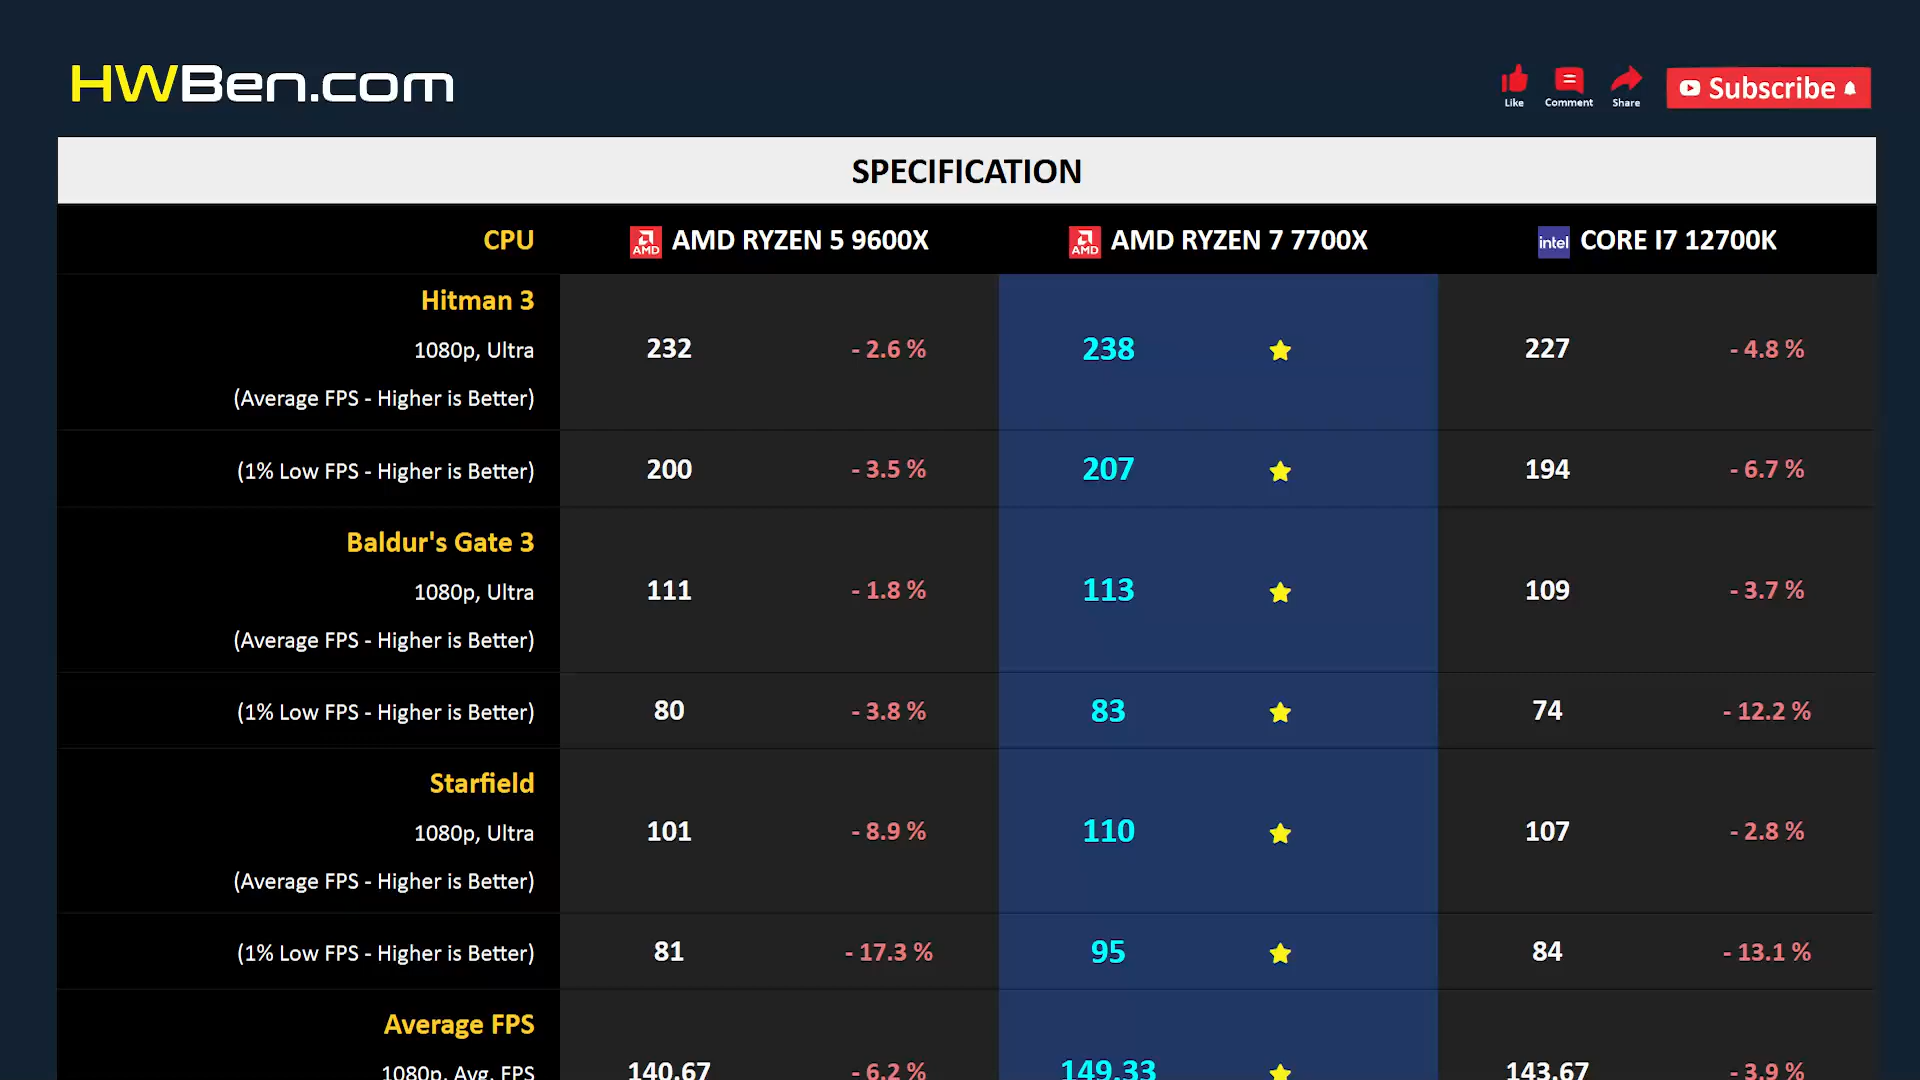 HWBen.com
Like Comment Share Subscribe
SPECIFICATION
CPU AMD AMD RYZEN 5 9600X AMD AMD RYZEN 7 7700X intel CORE I7 12700K
Hitman 3
1080p, Ultra 232 - 2.6 % 238 227 - 4.8 %
(Average FPS - Higher is Better)
(1% Low FPS - Higher is Better) 200 - 3.5 % 207 194 - 6.7 %
Baldur's Gate 3
1080p, Ultra 111 - 1.8 % 113 109 - 3.7 %
(Average FPS - Higher is Better)
(1% Low FPS - Higher is Better) 80 - 3.8 % 83 74 - 12.2 %
Starfield
1080p, Ultra 101 - 8.9 % 110 107 - 2.8 %
(Average FPS - Higher is Better)
(1% Low FPS - Higher is Better) 81 - 17.3 % 95 84 - 13.1 %
Average FPS
1080p, Avg. FPS 140.67 - 6.2 % 149.33 143.67 - 3.9 %